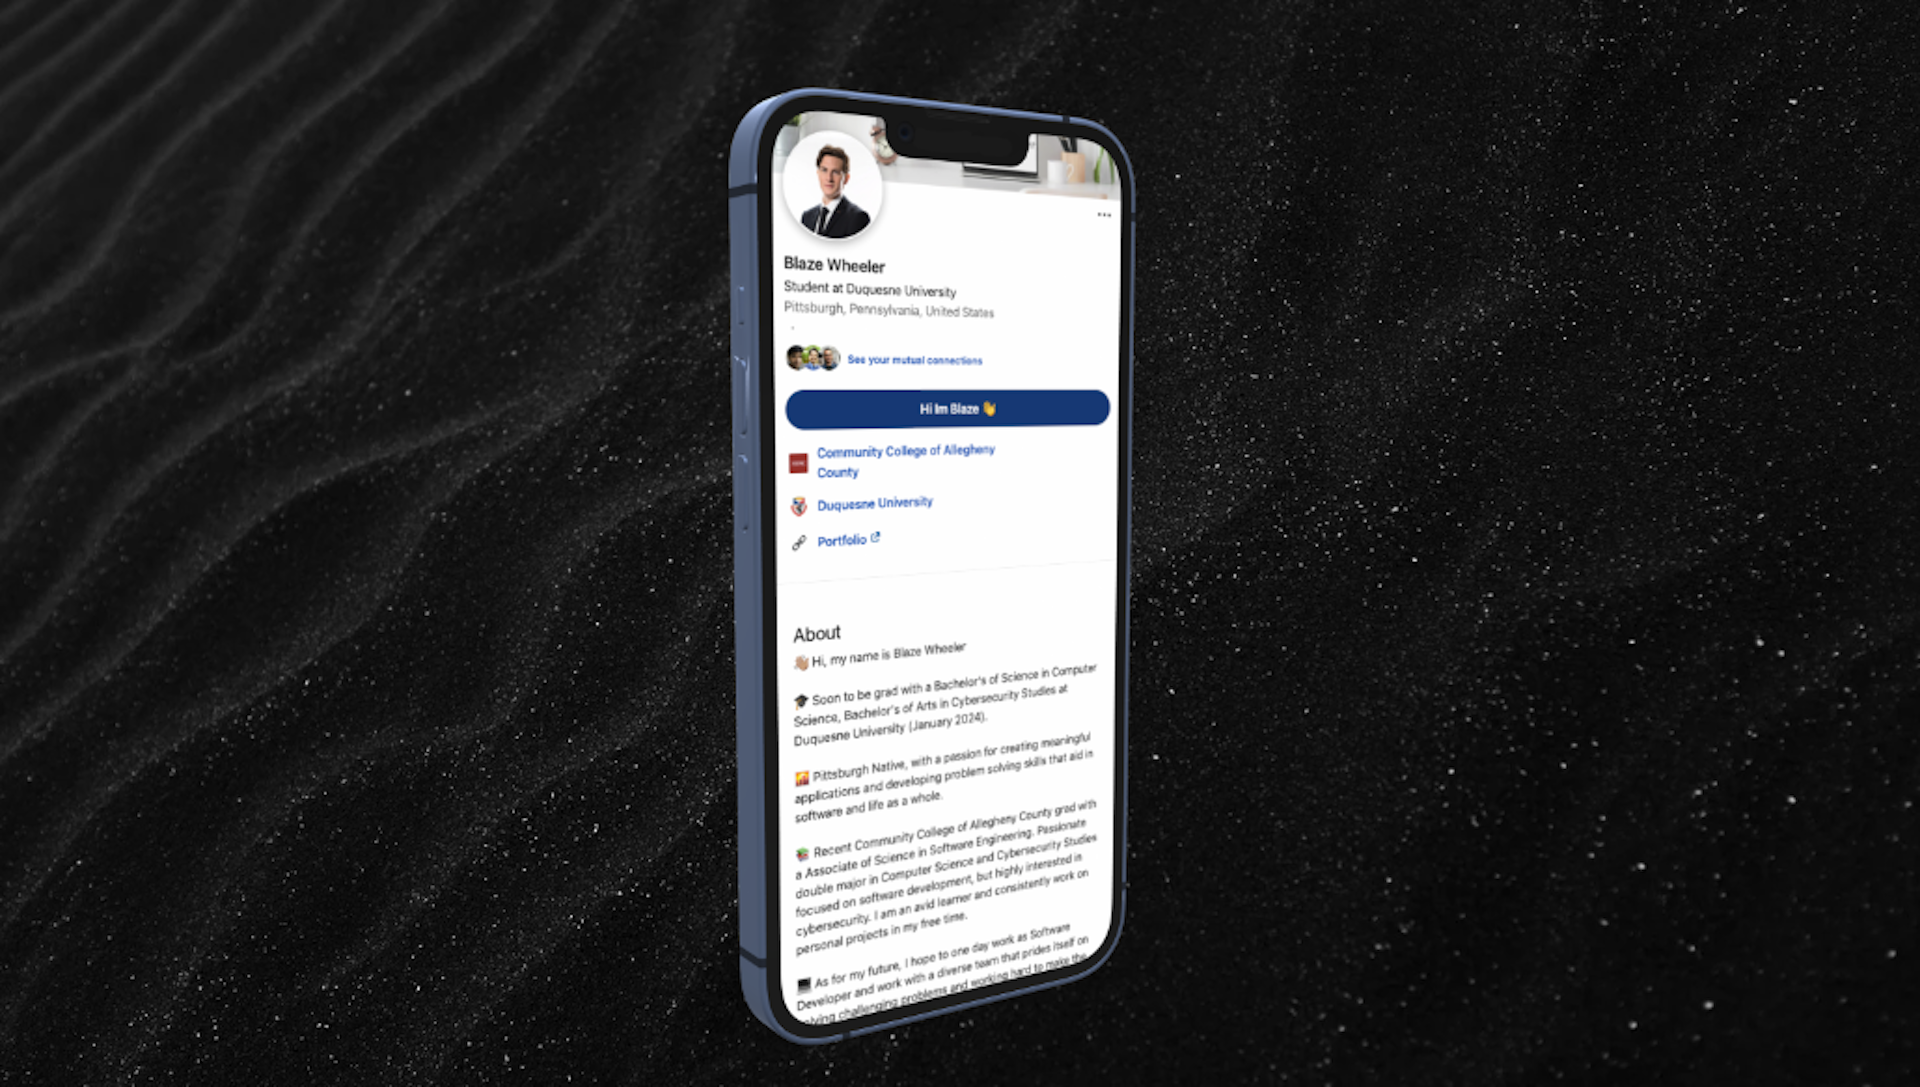 Blaze Wheeler
Student at Duquesne University
Pittsburgh, Pennsylvania, United States
See your mutual connections
Hi Im Blaze 👋
Community College of Allegheny
County
Duquesne University
Portfolio
About
👋🏼 Hi, my name is Blaze Wheeler
🎓 Soon to be grad with a Bachelor's of Science in Computer
Science, Bachelor's of Arts in Cybersecurity Studies at
Duquesne University (January 2024).
🌇 Pittsburgh Native, with a passion for creating meaningful
applications and developing problem solving skills that aid in
software and life as a whole.
📚 Recent Community College of Allegheny County grad with
a Associate of Science in Software Engineering. Passionate
double major in Computer Science and Cybersecurity Studies
focused on software development, but highly interested in
cybersecurity. I am an avid learner and consistently work on
personal projects in my free time.
💻 As for my future, I hope to one day work as Software
Developer and work with a diverse team that prides itself on
solving challenging problems and working hard to make the